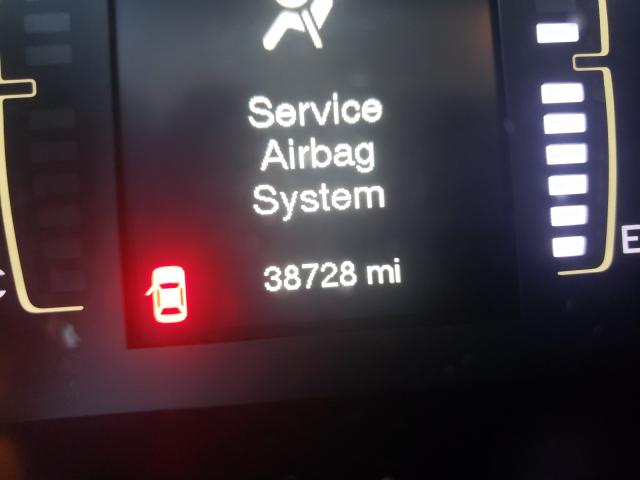 Service
Airbag
System
38728 mi
E
C